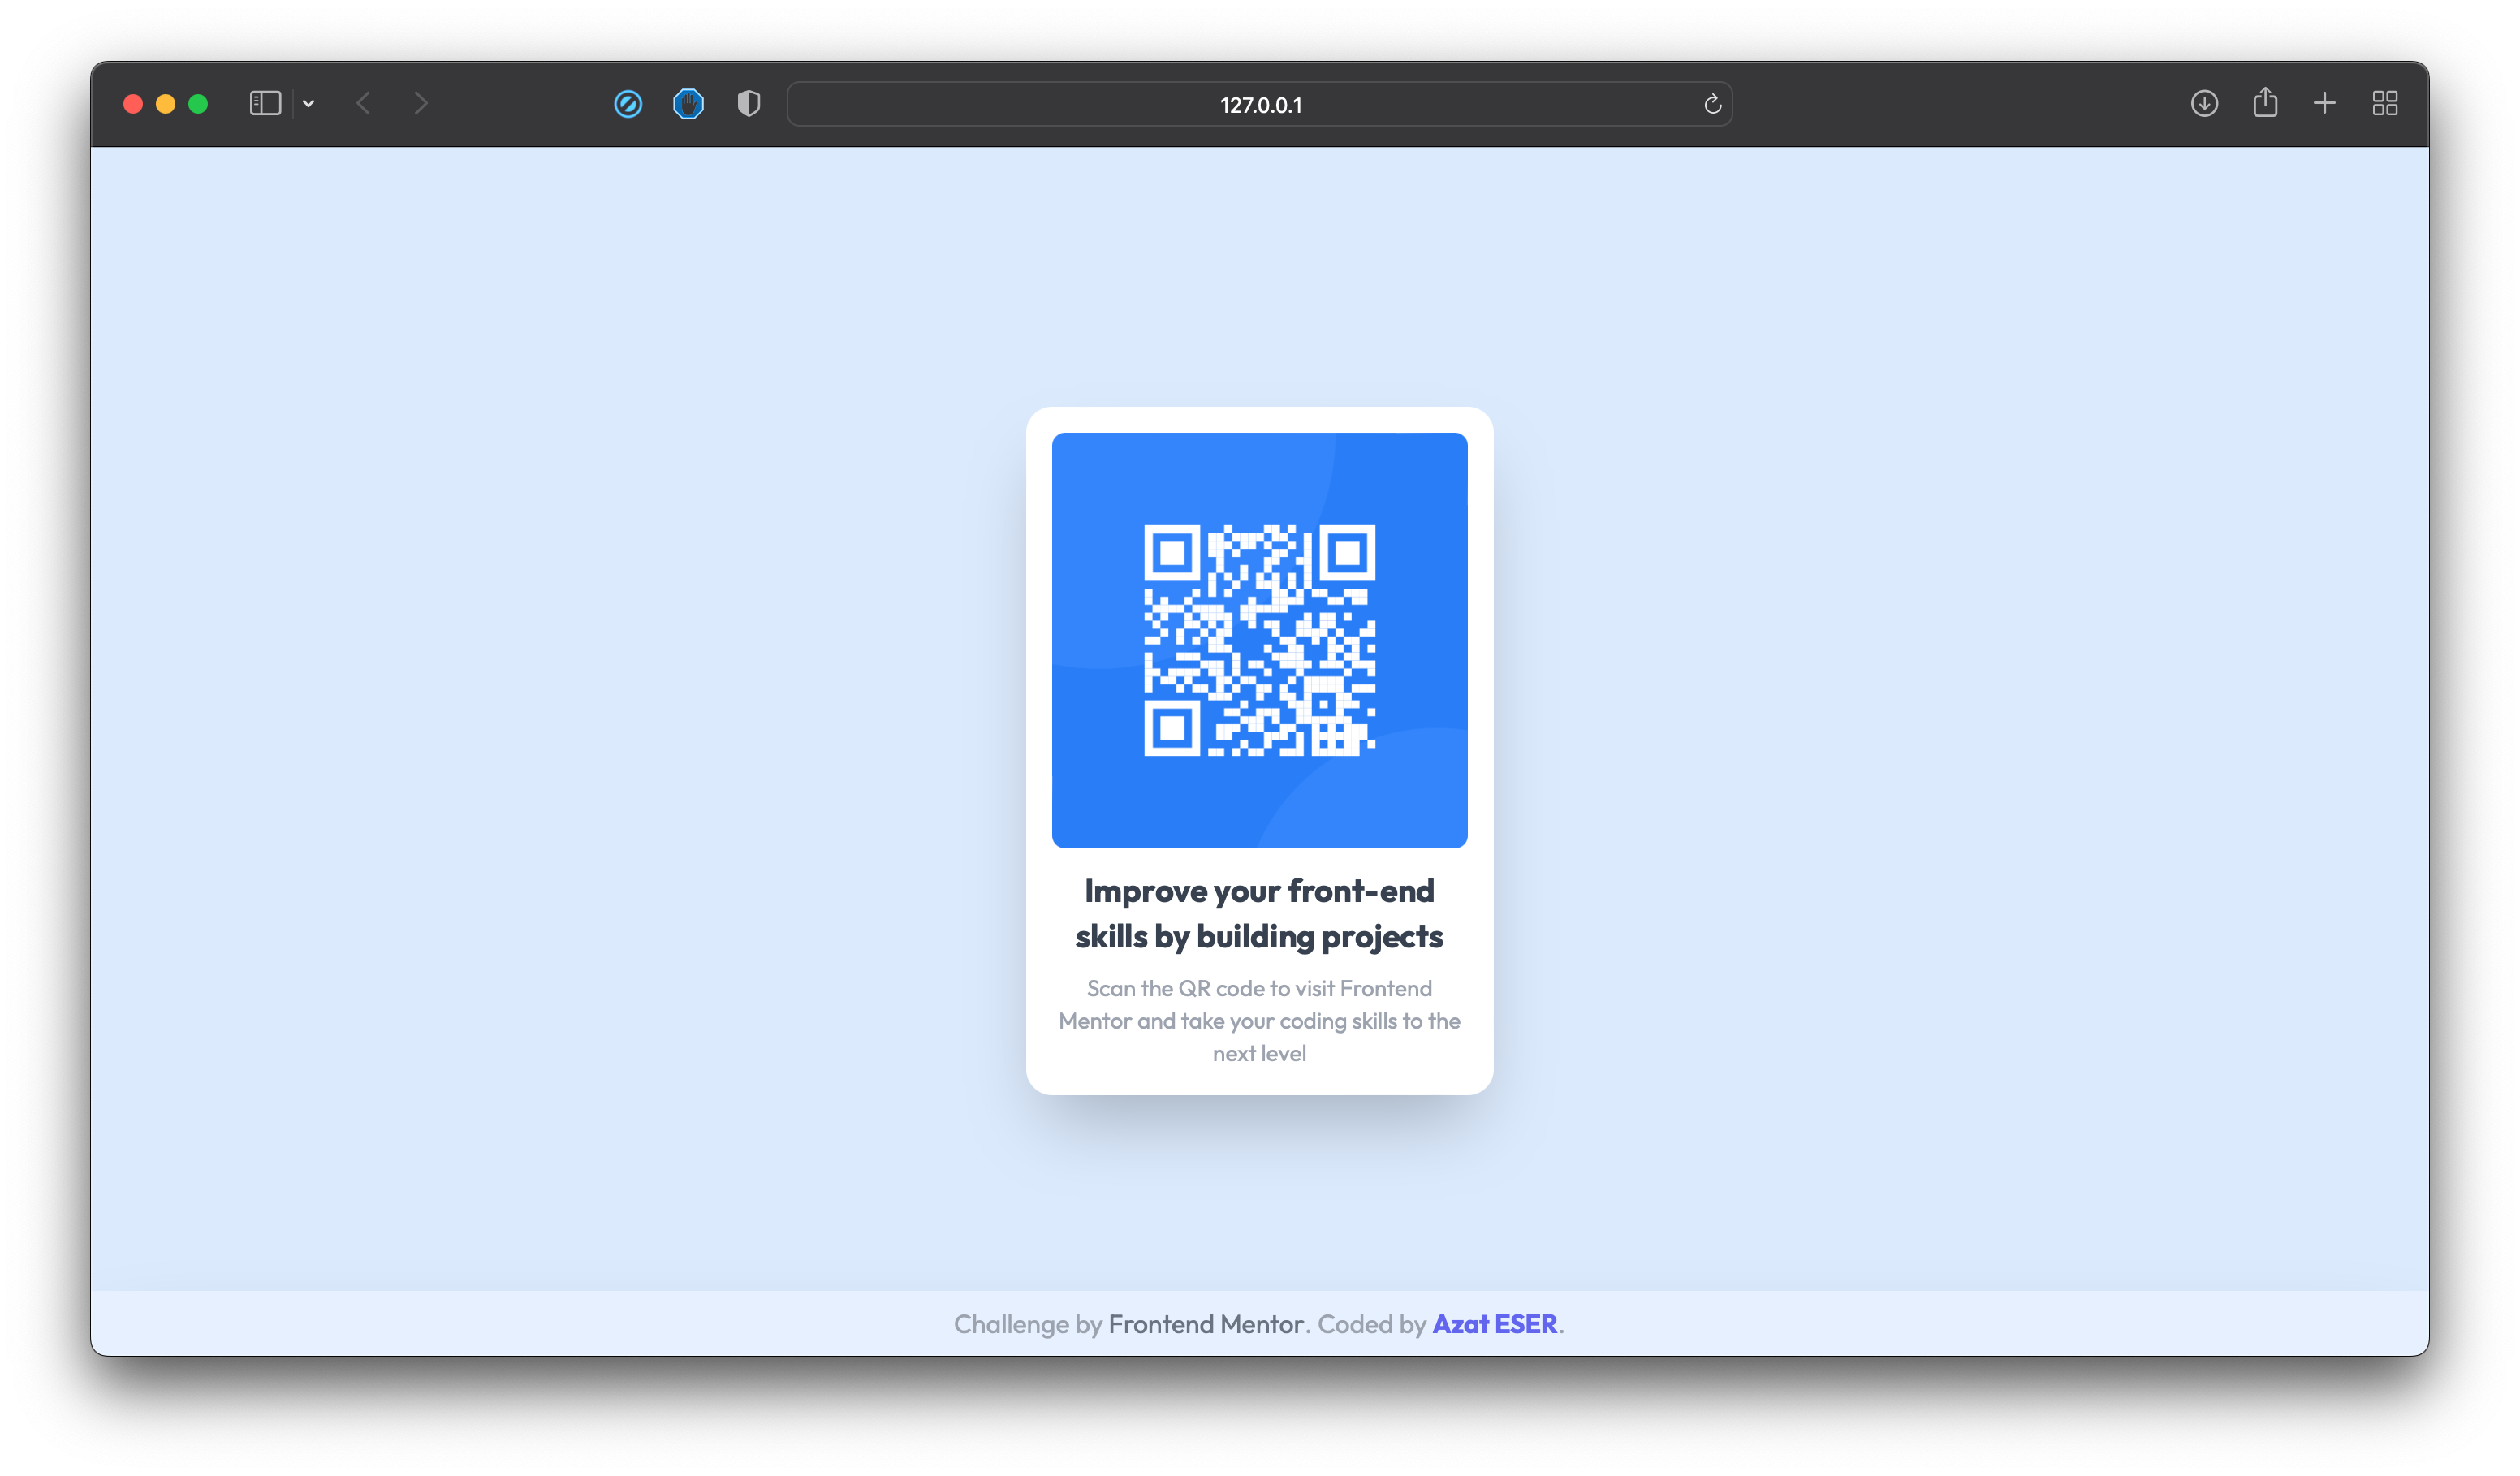 127.0.0.1
Improve your front-end
skills by building projects
Scan the QR code to visit Frontend
Mentor and take your coding skills to the
next level
Challenge by Frontend Mentor. Coded by Azat ESER.